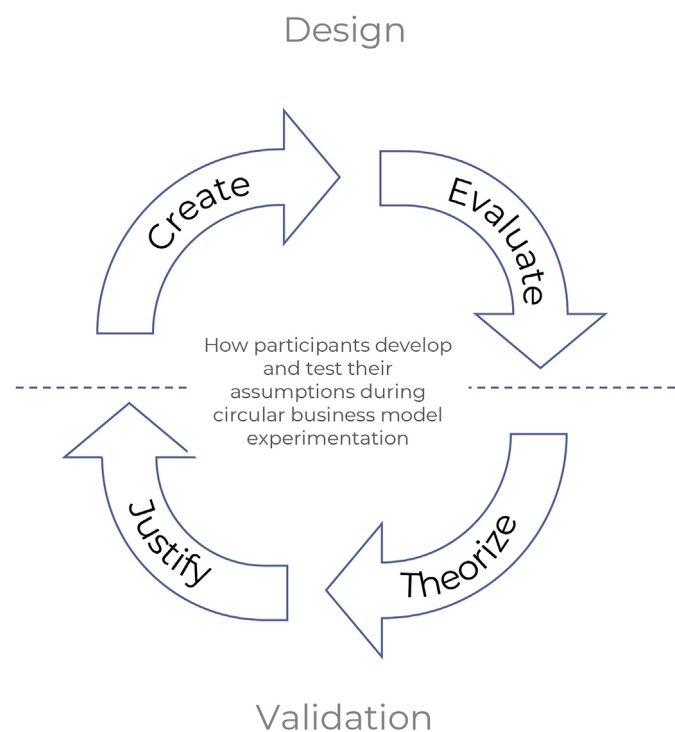 Design
Create
Evaluate
How participants develop
and test their
assumptions during
circular business model
experimentation
Justify
Theorize
Validation